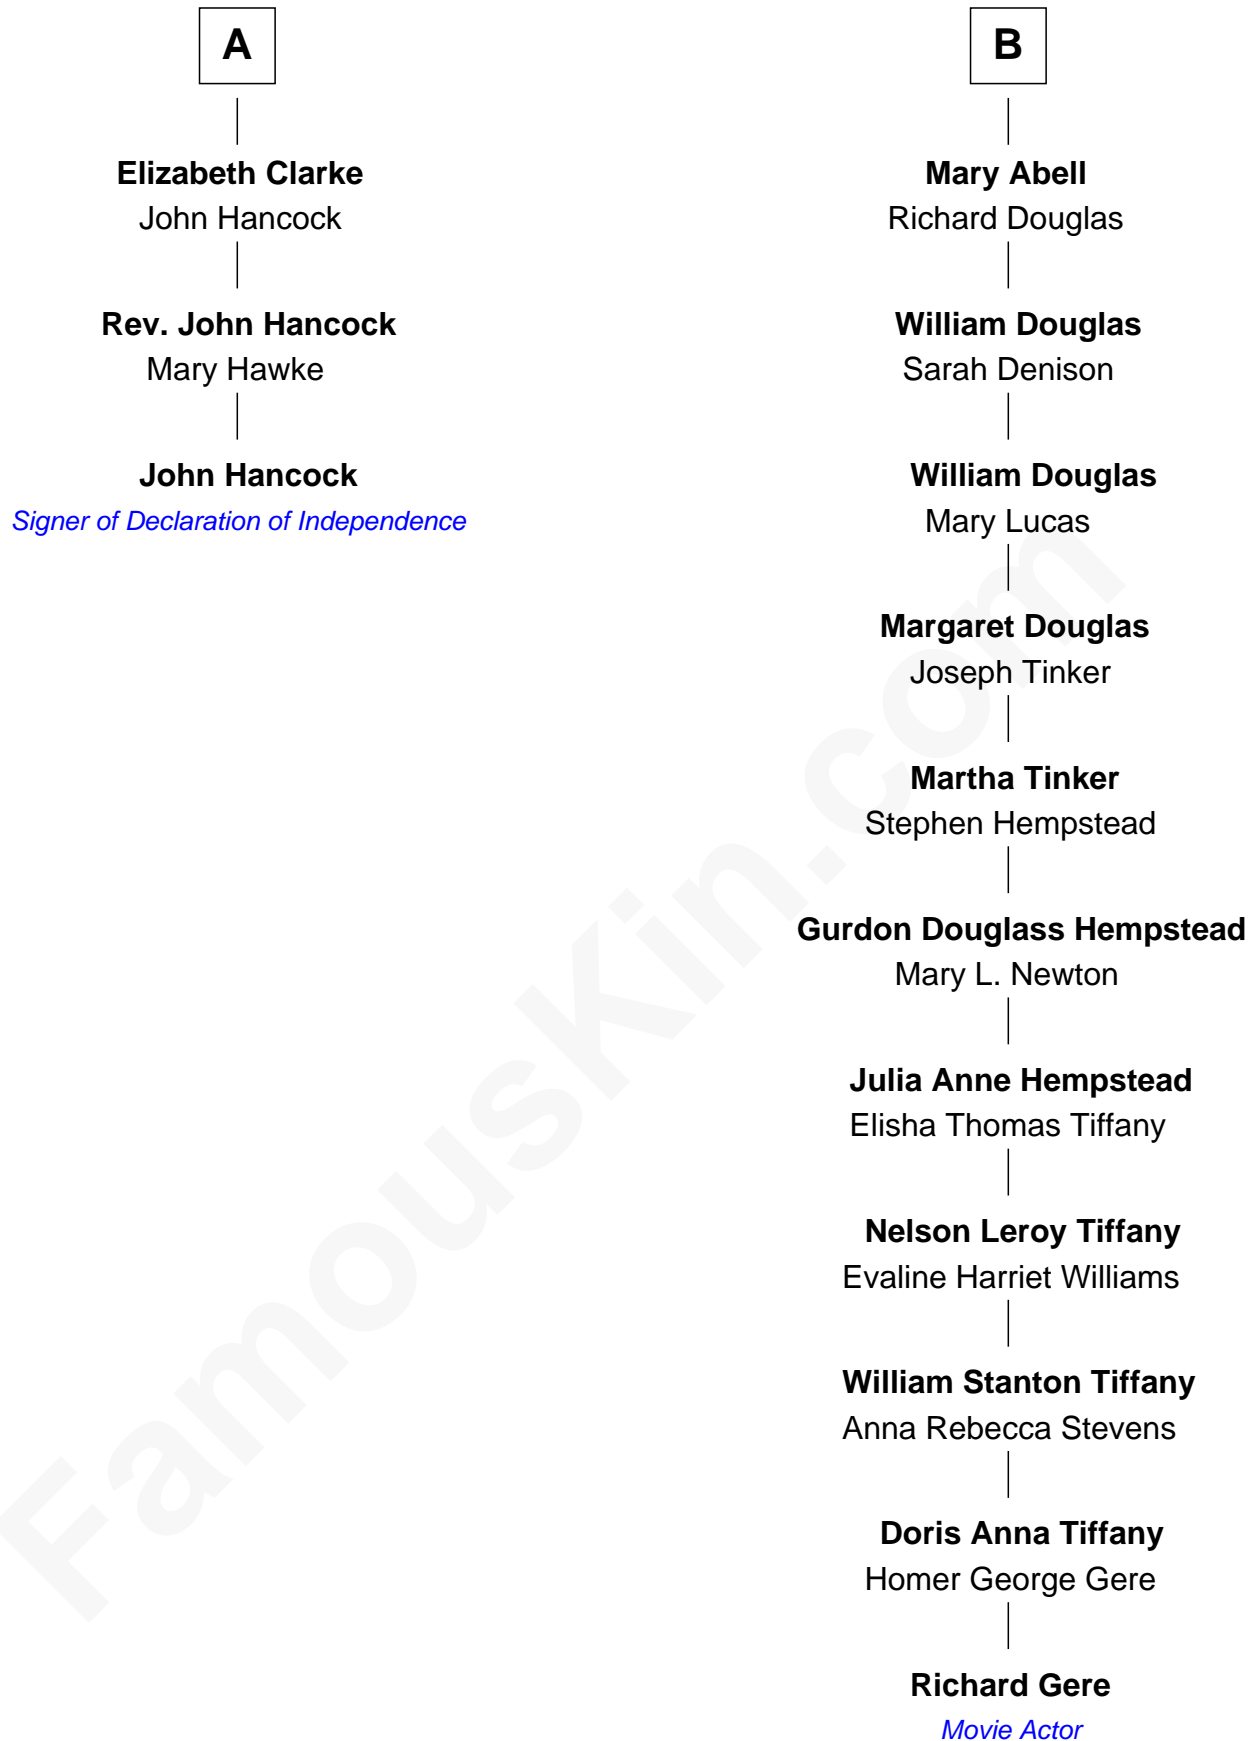 A
Elizabeth Clarke
John Hancock
Rev. John Hancock
Mary Hawke
John Hancock
Signer of Declaration of Independence
B
Mary Abell
Richard Douglas
William Douglas
Sarah Denison
William Douglas
Mary Lucas
Margaret Douglas
Joseph Tinker
Martha Tinker
Stephen Hempstead
Gurdon Douglass Hempstead
Mary L. Newton
Julia Anne Hempstead
Elisha Thomas Tiffany
Nelson Leroy Tiffany
Evaline Harriet Williams
William Stanton Tiffany
Anna Rebecca Stevens
Doris Anna Tiffany
Homer George Gere
Richard Gere
Movie Actor
FamousKin.com